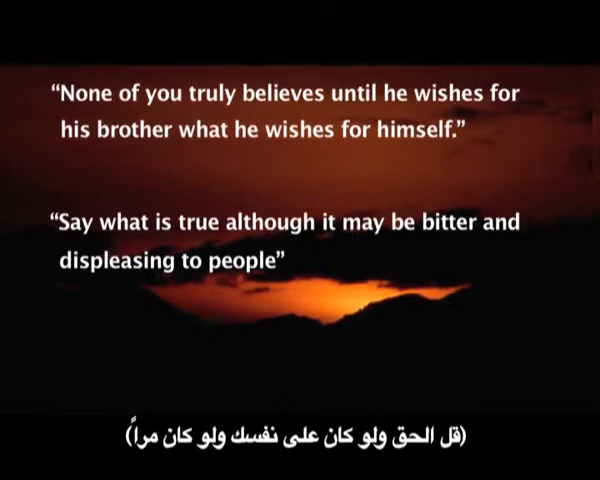 “None of you truly believes until he wishes for
his brother what he wishes for himself.”
“Say what is true although it may be bitter and
displeasing to people”
(قل الحق ولو كان على نفسك ولو كان مراً)